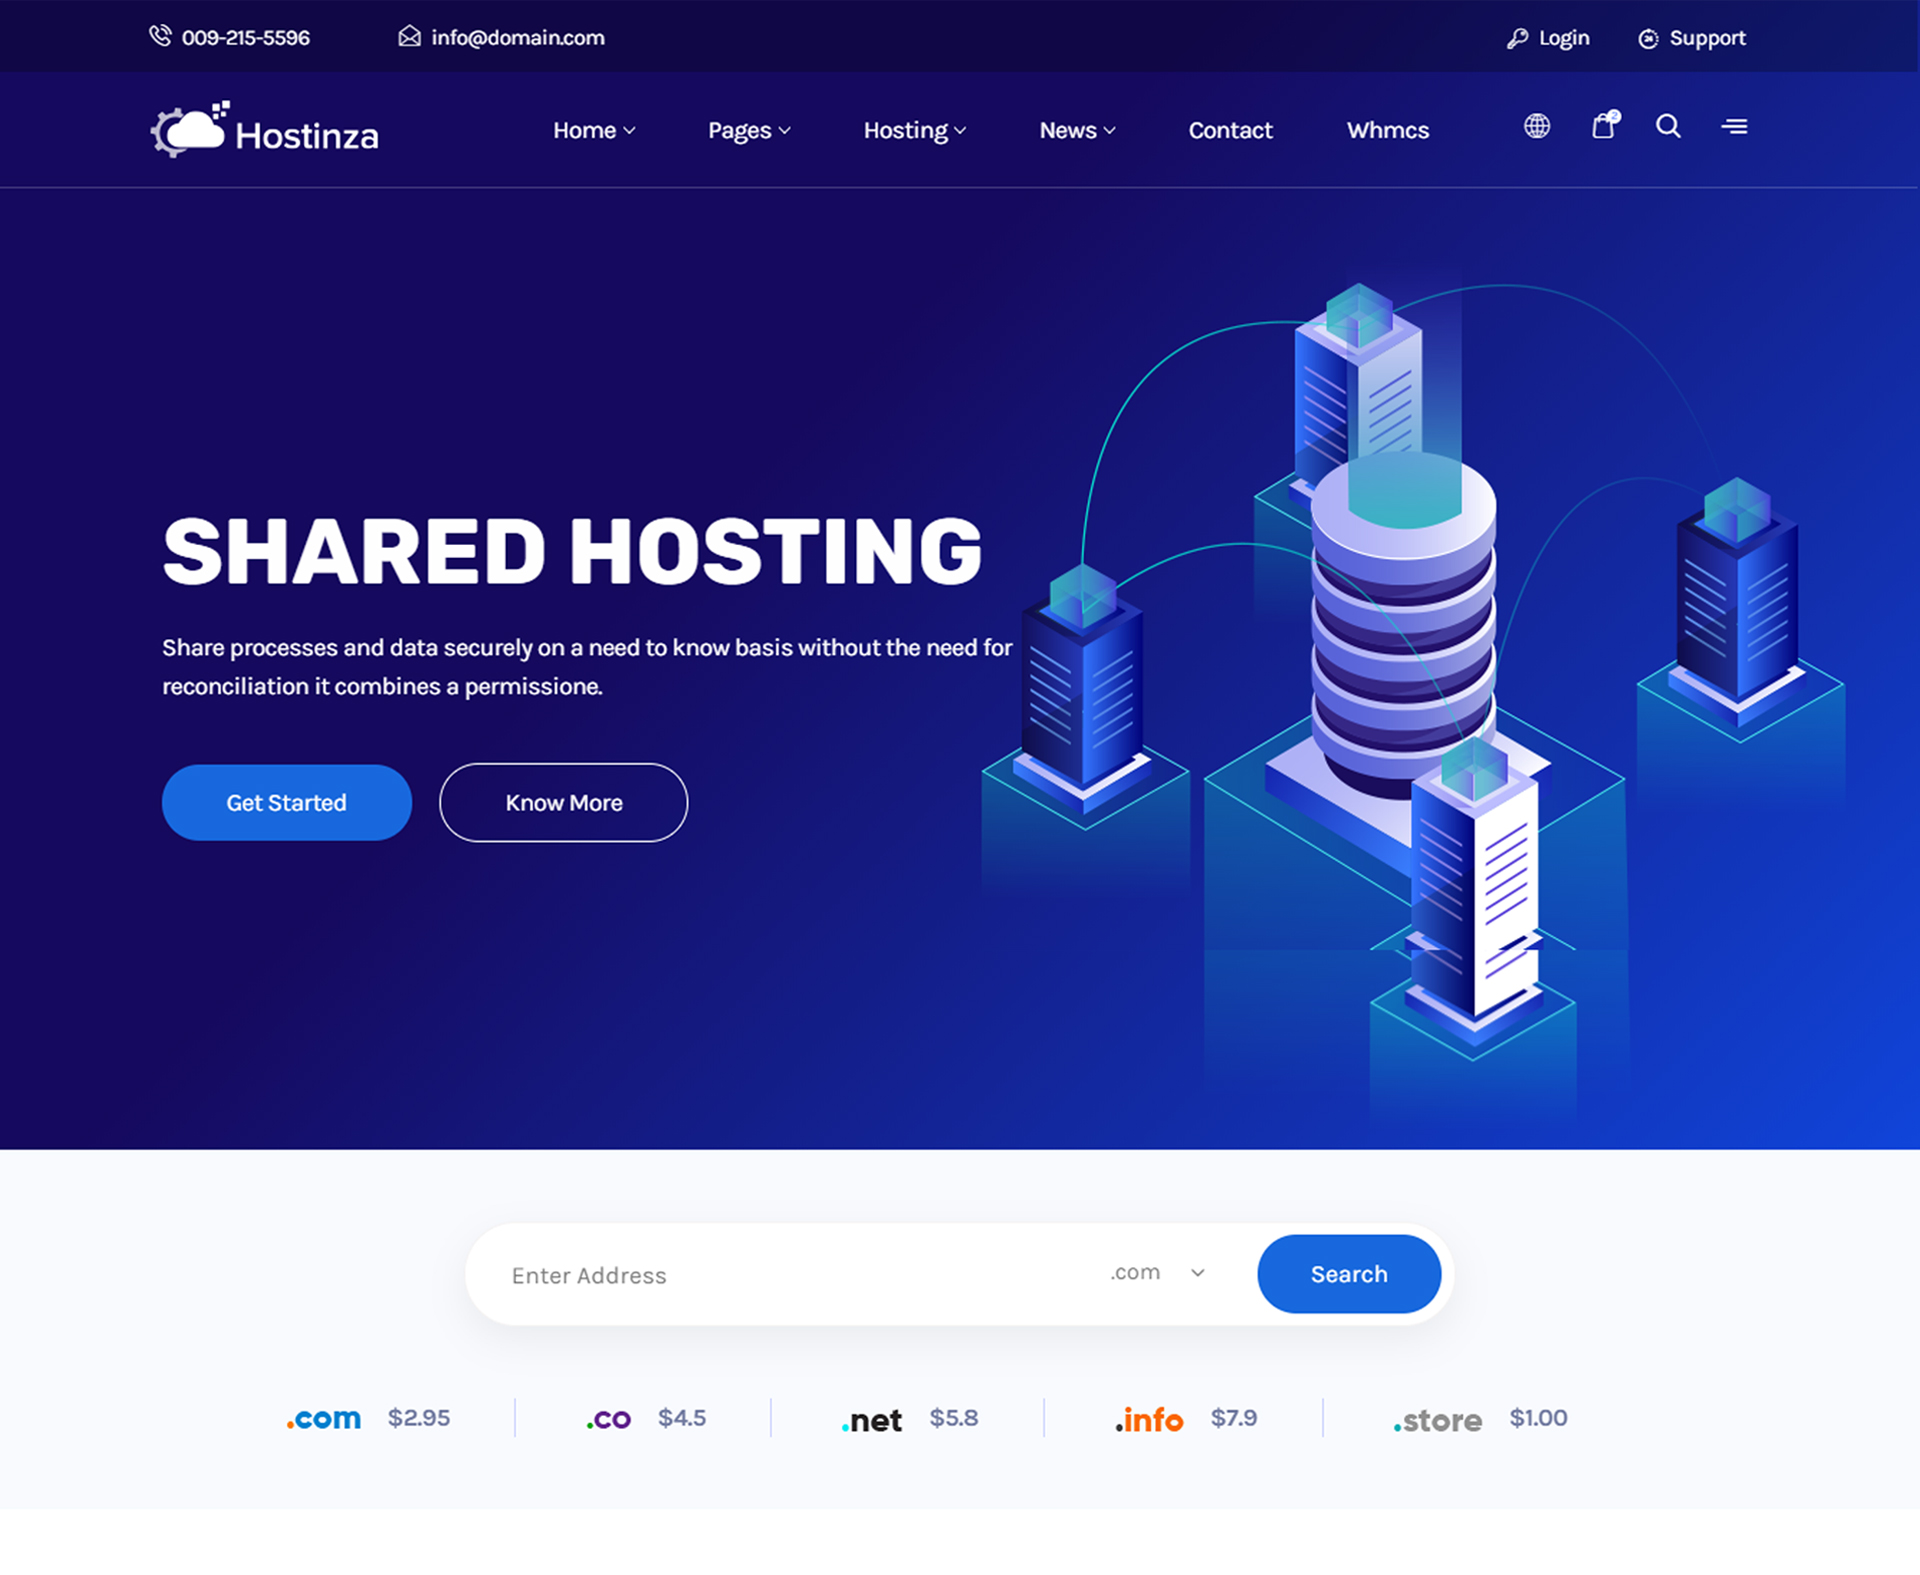 009-215-5596 info@domain.com Login Support
Hostinza Home Pages Hosting News Contact Whmcs 2
SHARED HOSTING
Share processes and data securely on a need to know basis without the need for
reconciliation it combines a permissione.
Get Started Know More
Enter Address .com Search
.com $2.95 .co $4.5 .net $5.8 .info $7.9 .store $1.00